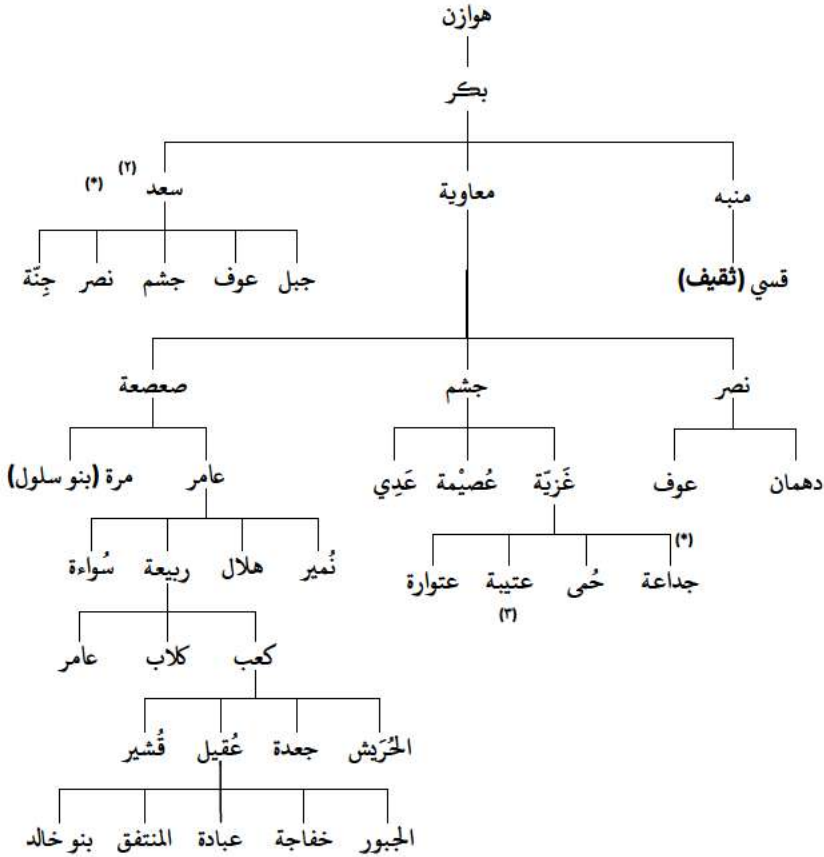 هوازن
بكر
منبه معاوية سعد (٢) (*)
قسي (ثقيف) جبل عوف جشم نصر جِنّة
نصر جشم صعصعة
دهمان عوف غَزيّة عُصيْمة عَدِي عامر مرة (بنو سلول)
(*)
جداعة حُمى عتيبة عتوارة نُمير هلال ربيعة سُواءة
(٣)
كعب كلاب عامر
الحُرَيش جعدة عُقيل قُشير
الجبور خفاجة عبادة المنتفق بنو خالد